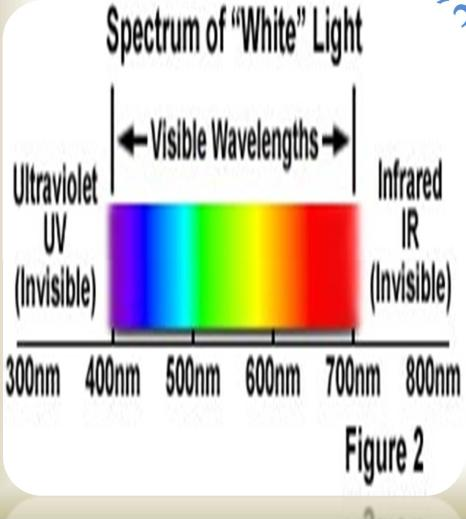 Spectrum of “White” Light
Visible Wavelengths
Ultraviolet
UV
(Invisible)
Infrared
IR
(Invisible)
300nm 400nm 500nm 600nm 700nm 800nm
Figure 2